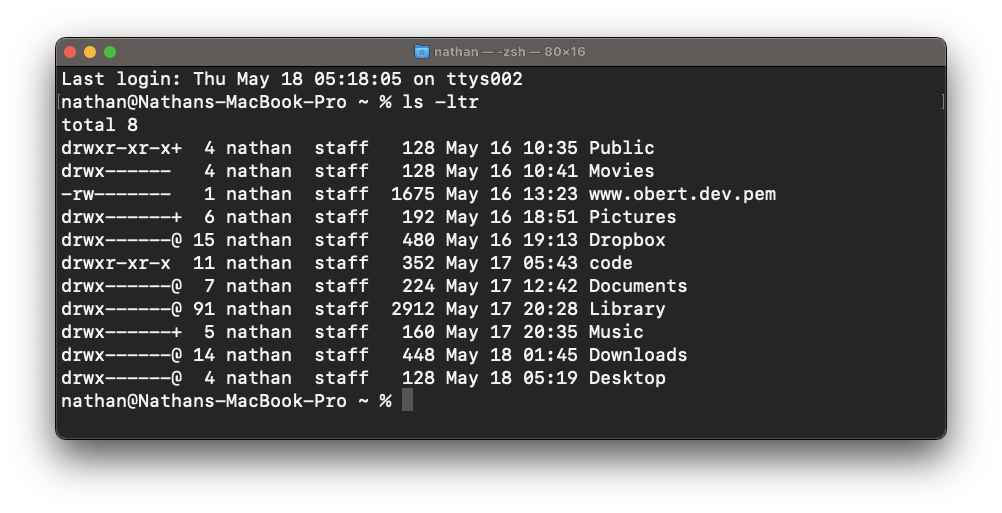 nathan — -zsh — 80×16
Last login: Thu May 18 05:18:05 on ttys002
[nathan@Nathans-MacBook-Pro ~ % ls -ltr                                         ]
total 8
drwxr-xr-x+  4 nathan  staff   128 May 16 10:35 Public
drwx------   4 nathan  staff   128 May 16 10:41 Movies
-rw-------   1 nathan  staff  1675 May 16 13:23 www.obert.dev.pem
drwx------+  6 nathan  staff   192 May 16 18:51 Pictures
drwx------@ 15 nathan  staff   480 May 16 19:13 Dropbox
drwxr-xr-x  11 nathan  staff   352 May 17 05:43 code
drwx------@  7 nathan  staff   224 May 17 12:42 Documents
drwx------@ 91 nathan  staff  2912 May 17 20:28 Library
drwx------+  5 nathan  staff   160 May 17 20:35 Music
drwx------@ 14 nathan  staff   448 May 18 01:45 Downloads
drwx------@  4 nathan  staff   128 May 18 05:19 Desktop
nathan@Nathans-MacBook-Pro ~ %